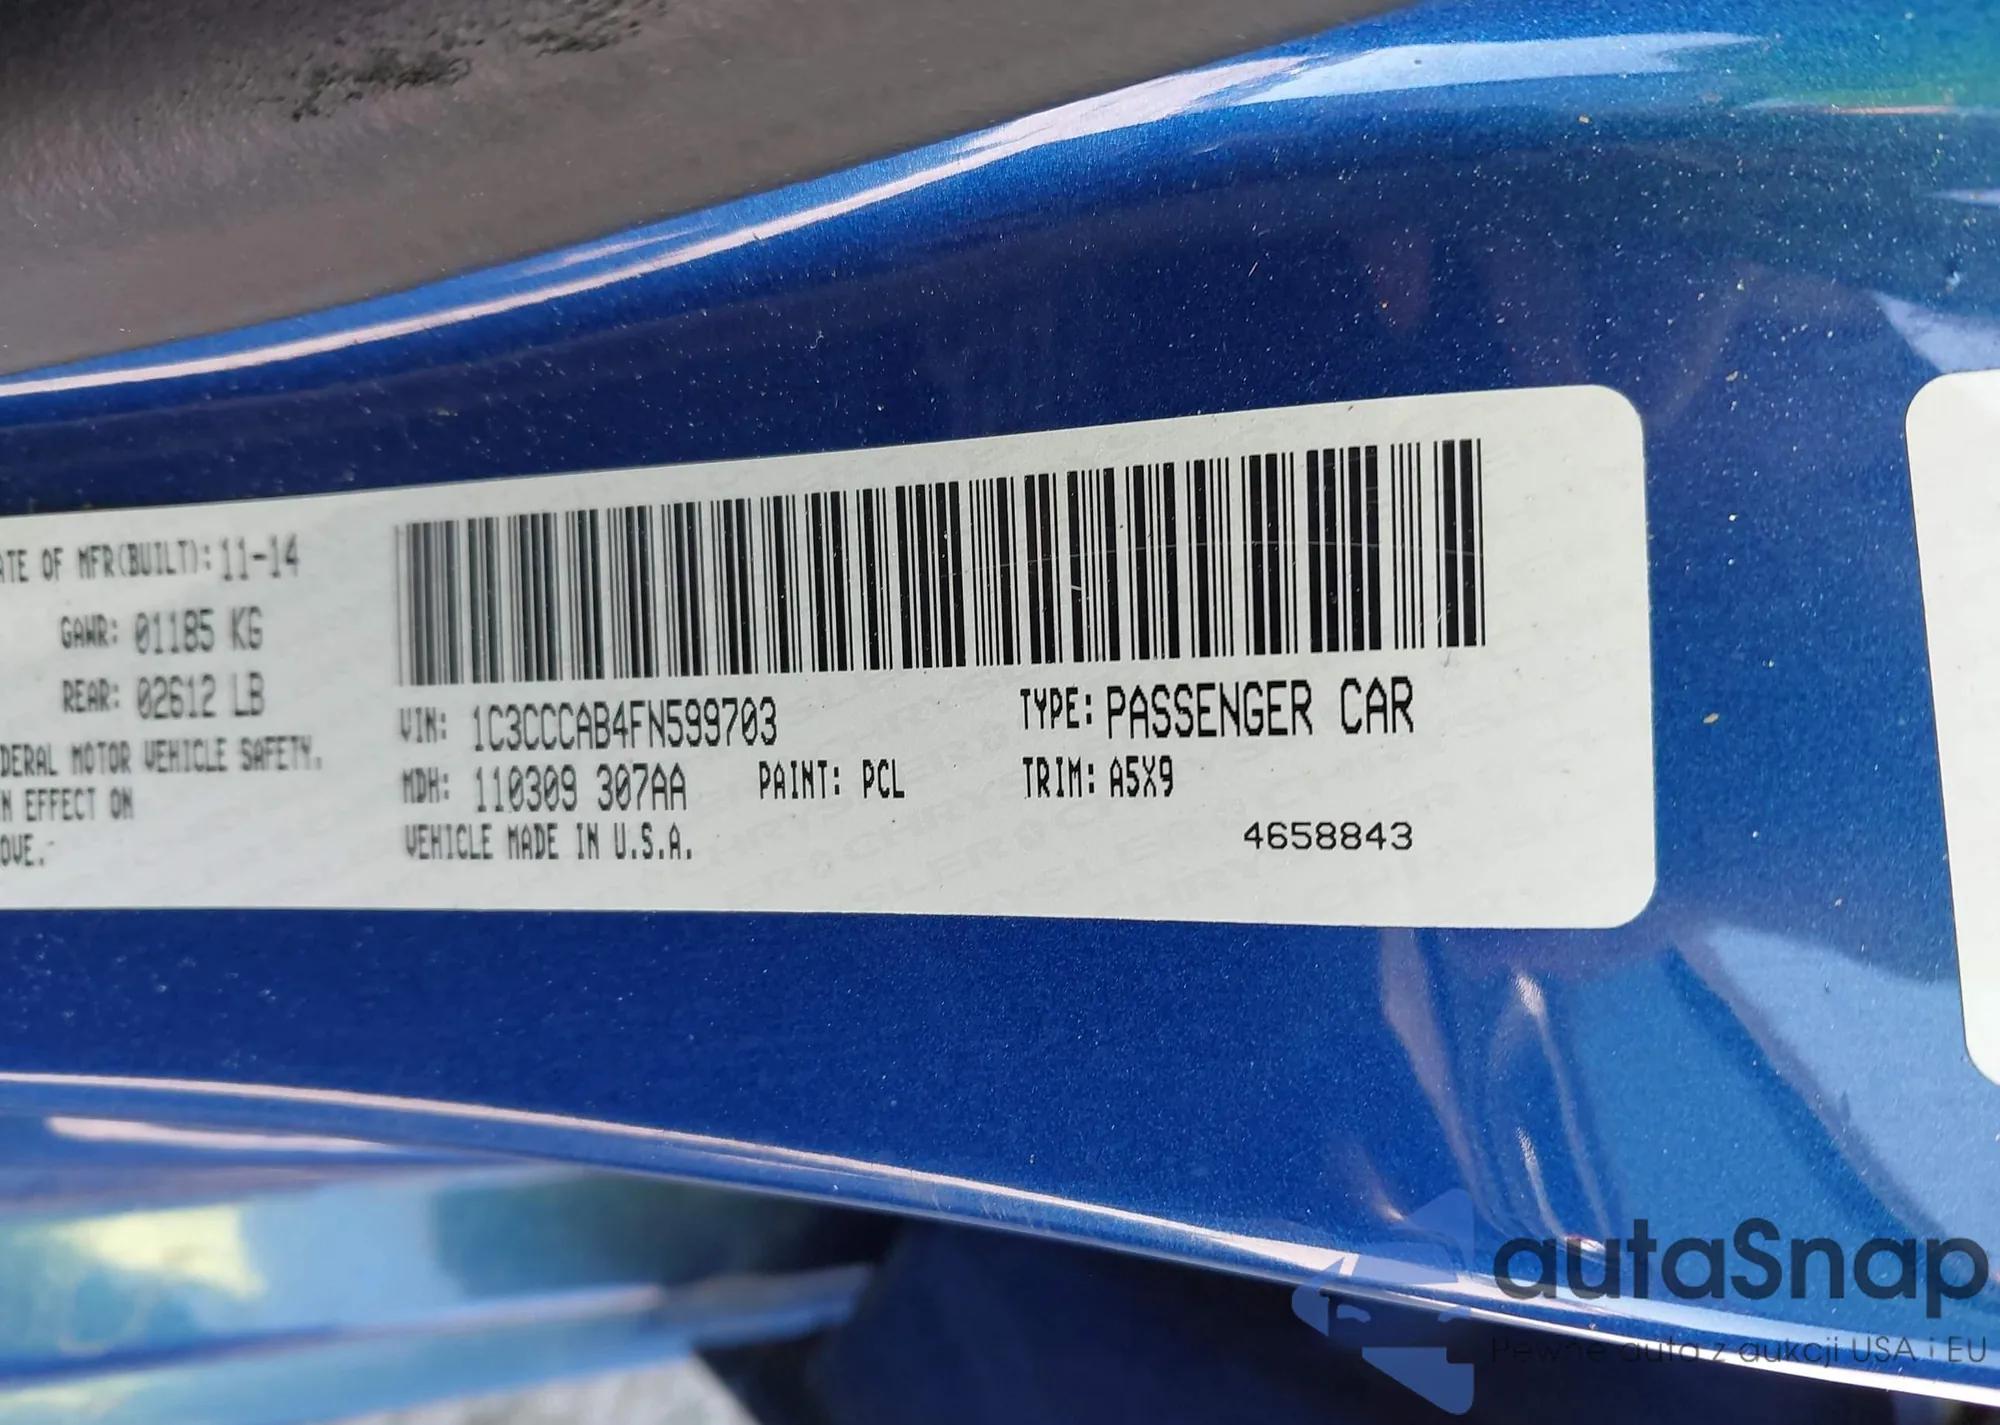 ATE OF MFR(BUILT): 11-14
GAWR: 01185 KG
REAR: 02612 LB
DERAL MOTOR VEHICLE SAFETY.
N EFFECT ON
OVE.
VIN: 1C3CCCAB4FN599703
TYPE: PASSENGER CAR
MDH: 110309 307AA
PAINT: PCL
TRIM: A5X9
VEHICLE MADE IN U.S.A.
4658843
autaSnap
Pewne auta z aukcji USA i EU